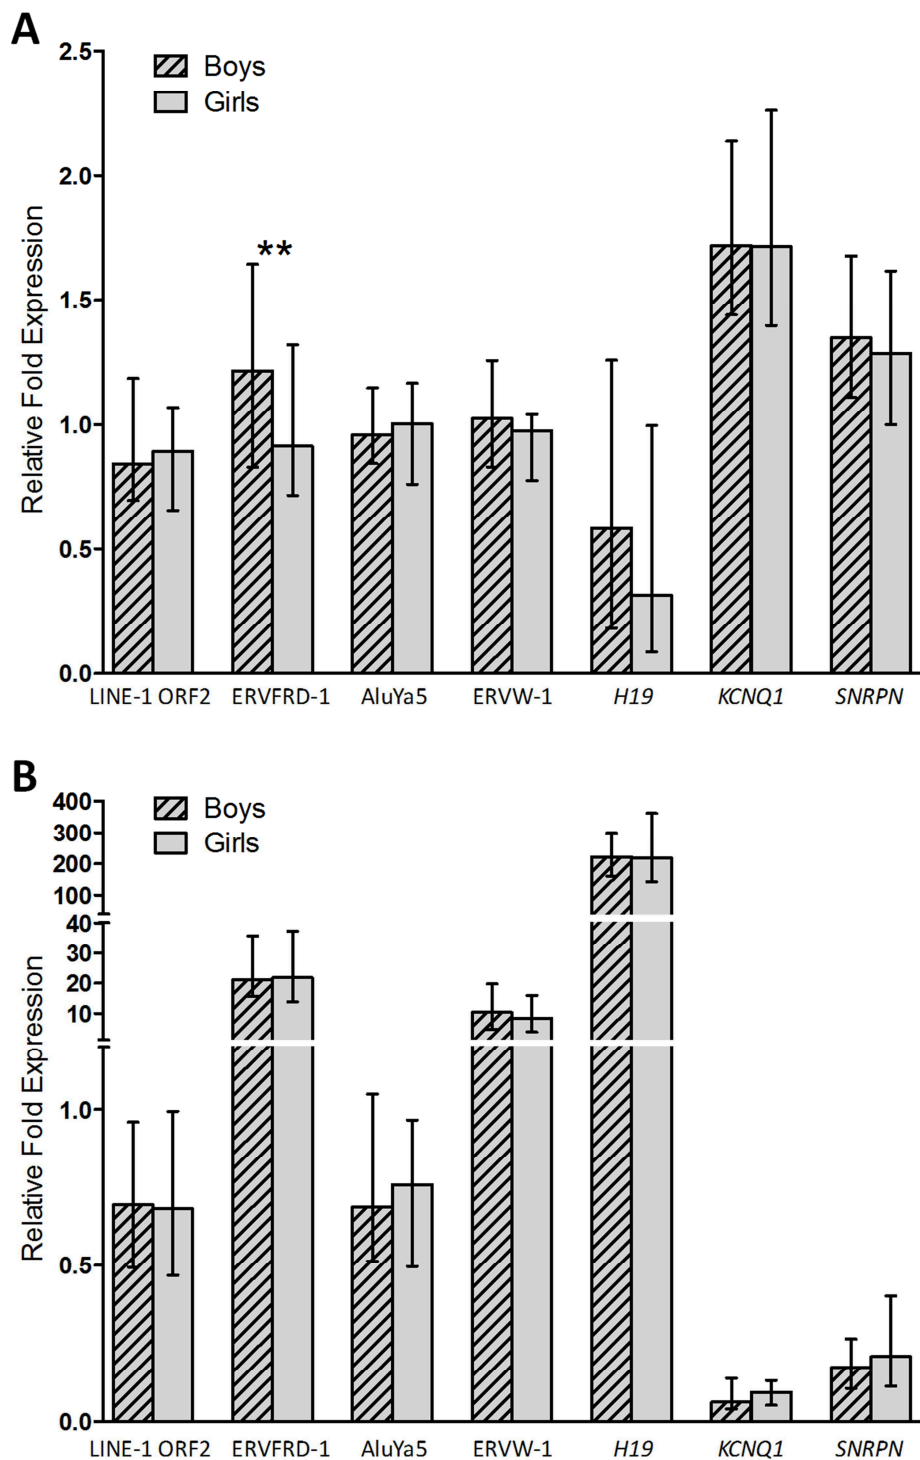 A
2.5
2.0
1.5
1.0
0.5
0.0
Relative Fold Expression
Boys
Girls
**
LINE-1 ORF2 ERVFRD-1 AluYa5 ERVW-1 H19 KCNQ1 SNRPN
B
400
300
200
100
40
30
20
10
1.0
0.5
0.0
Relative Fold Expression
Boys
Girls
LINE-1 ORF2 ERVFRD-1 AluYa5 ERVW-1 H19 KCNQ1 SNRPN